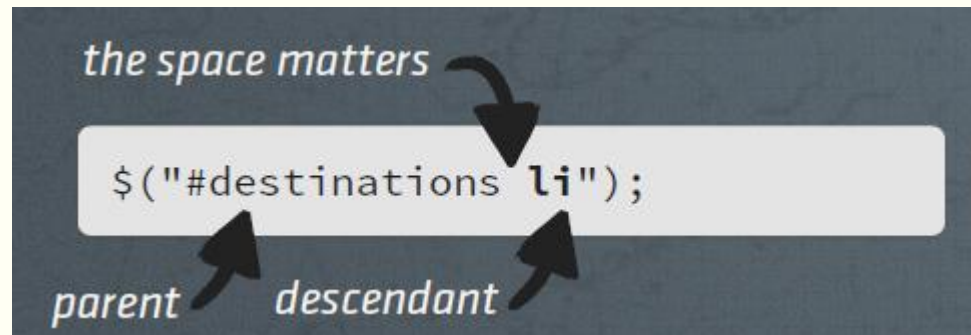 the space matters
$("#destinations li");
parent
descendant